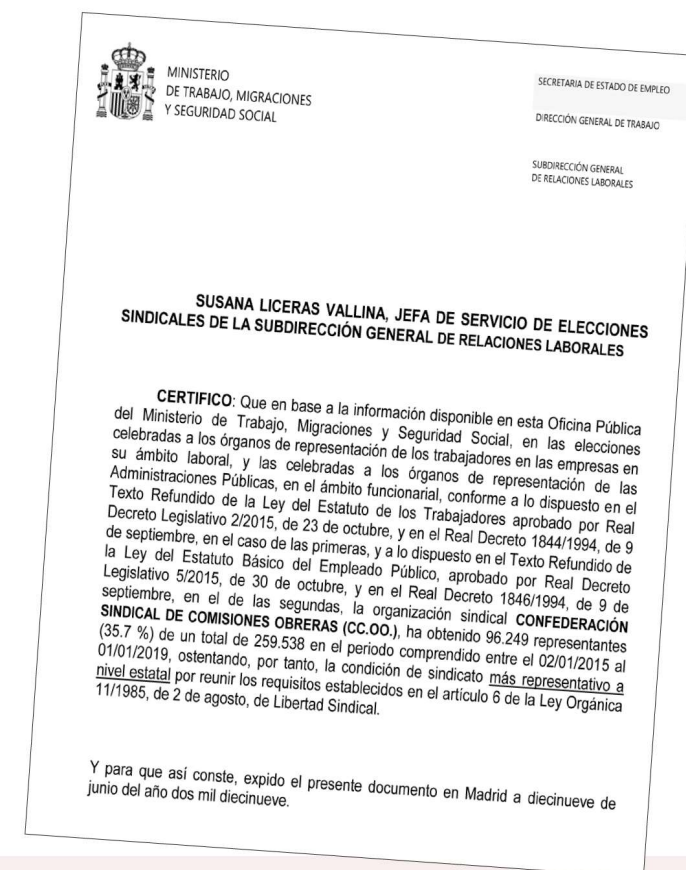 MINISTERIO
DE TRABAJO, MIGRACIONES
Y SEGURIDAD SOCIAL
SECRETARIA DE ESTADO DE EMPLEO
DIRECCIÓN GENERAL DE TRABAJO
SUBDIRECCIÓN GENERAL
DE RELACIONES LABORALES
SUSANA LICERAS VALLINA, JEFA DE SERVICIO DE ELECCIONES
SINDICALES DE LA SUBDIRECCIÓN GENERAL DE RELACIONES LABORALES
CERTIFICO: Que en base a la información disponible en esta Oficina Pública
del Ministerio de Trabajo, Migraciones y Seguridad Social, en las elecciones
celebradas a los órganos de representación de los trabajadores en las empresas en
su ámbito laboral, y las celebradas a los órganos de representación de las
Administraciones Públicas, en el ámbito funcionarial, conforme a lo dispuesto en el
Texto Refundido de la Ley del Estatuto de los Trabajadores aprobado por Real
Decreto Legislativo 2/2015, de 23 de octubre, y en el Real Decreto 1844/1994, de 9
de septiembre, en el caso de las primeras, y a lo dispuesto en el Texto Refundido de
la Ley del Estatuto Básico del Empleado Público, aprobado por Real Decreto
Legislativo 5/2015, de 30 de octubre, y en el Real Decreto 1846/1994, de 9 de
septiembre, en el de las segundas, la organización sindical CONFEDERACIÓN
SINDICAL DE COMISIONES OBRERAS (CC.OO.), ha obtenido 96.249 representantes
(35.7 %) de un total de 259.538 en el periodo comprendido entre el 02/01/2015 al
01/01/2019, ostentando, por tanto, la condición de sindicato más representativo a
nivel estatal por reunir los requisitos establecidos en el artículo 6 de la Ley Orgánica
11/1985, de 2 de agosto, de Libertad Sindical.
Y para que así conste, expido el presente documento en Madrid a diecinueve de
junio del año dos mil diecinueve.